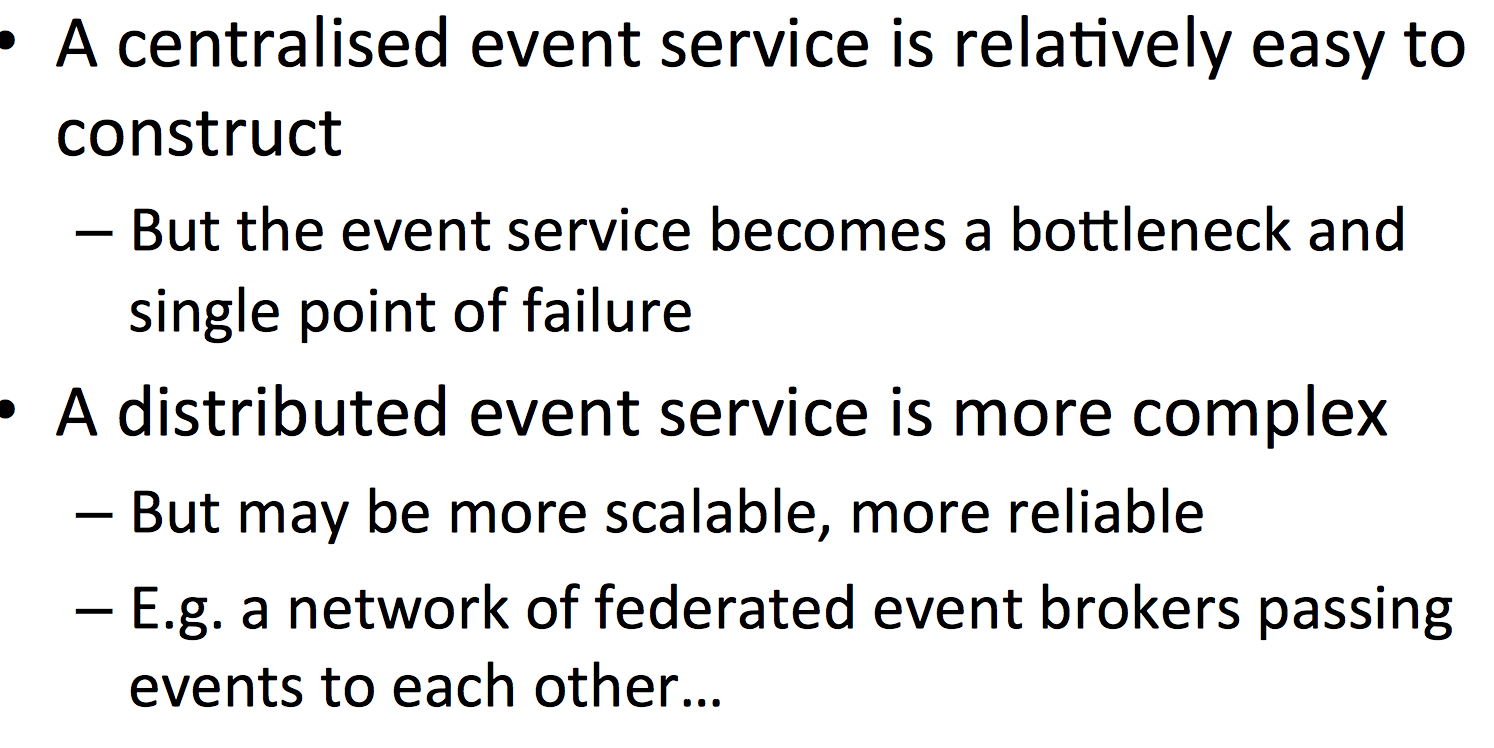 • A centralised event service is relatively easy to
construct
– But the event service becomes a bottleneck and
single point of failure
• A distributed event service is more complex
– But may be more scalable, more reliable
– E.g. a network of federated event brokers passing
events to each other…